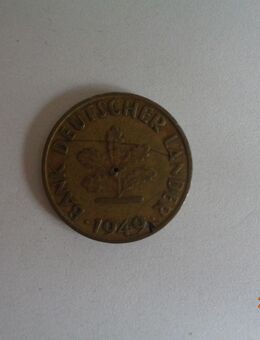 BANK DEUTSCHER LÄNDER
· 1949 ·